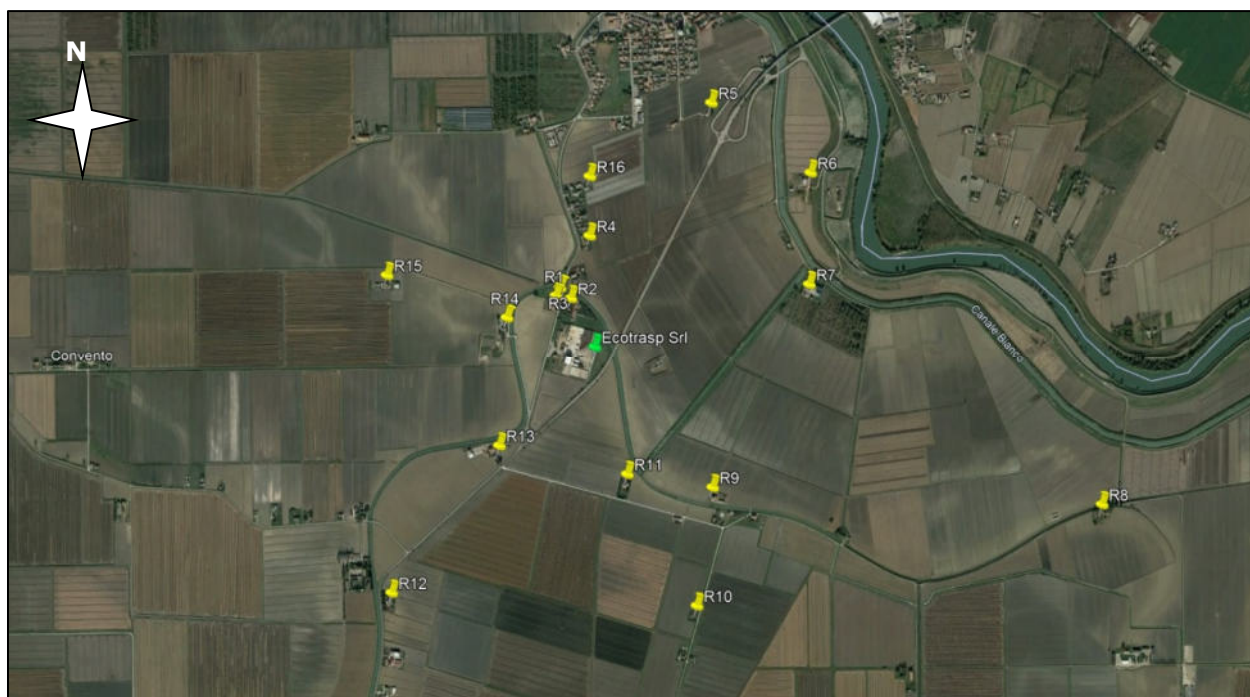 N
R5
R6
R16
R4
R15
R1
R2
R7
R3
R14
Ecotrasp Srl
Canale Bianco
Convento
R13
R11
R9
R8
R12
R10